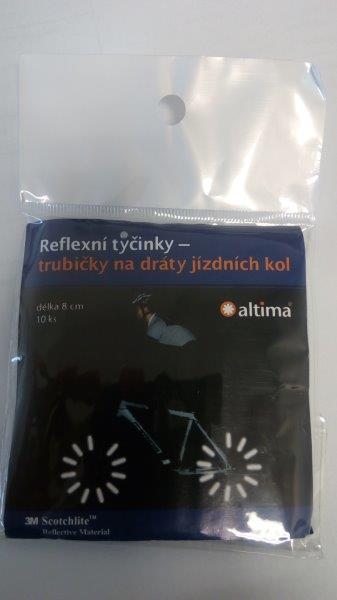 Reflexní tyčinky –
trubičky na dráty jízdních kol
délka 8 cm
10 ks
altima®
3M Scotchlite™
Reflective Material